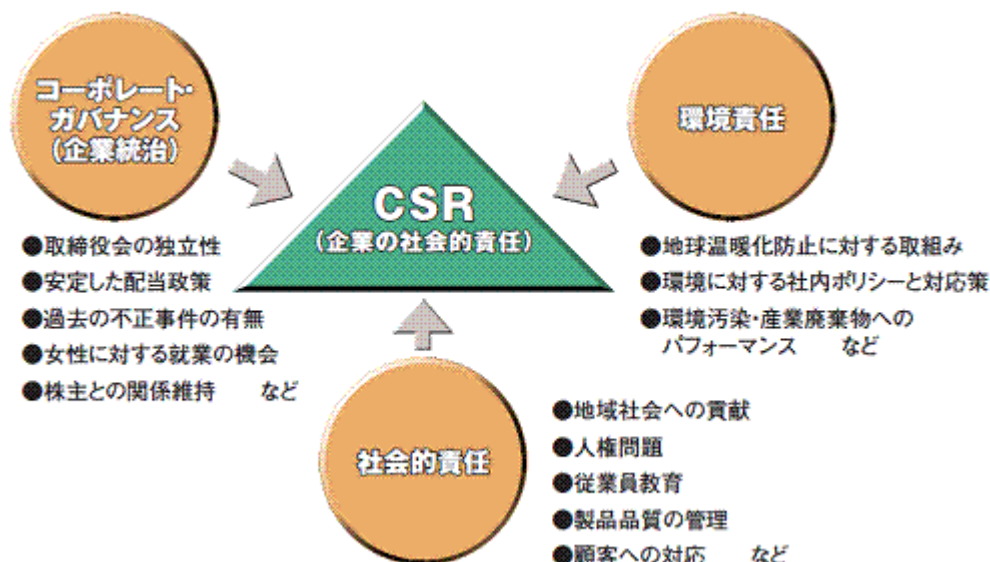 コーポレート・
ガバナンス
(企業統治)
●取締役会の独立性
●安定した配当政策
●過去の不正事件の有無
●女性に対する就業の機会
●株主との関係維持 など
CSR
(企業の社会的責任)
環境責任
●地球温暖化防止に対する取組み
●環境に対する社内ポリシーと対応策
●環境汚染・産業廃棄物への
パフォーマンス など
社会的責任
●地域社会への貢献
●人権問題
●従業員教育
●製品品質の管理
●顧客への対応 など